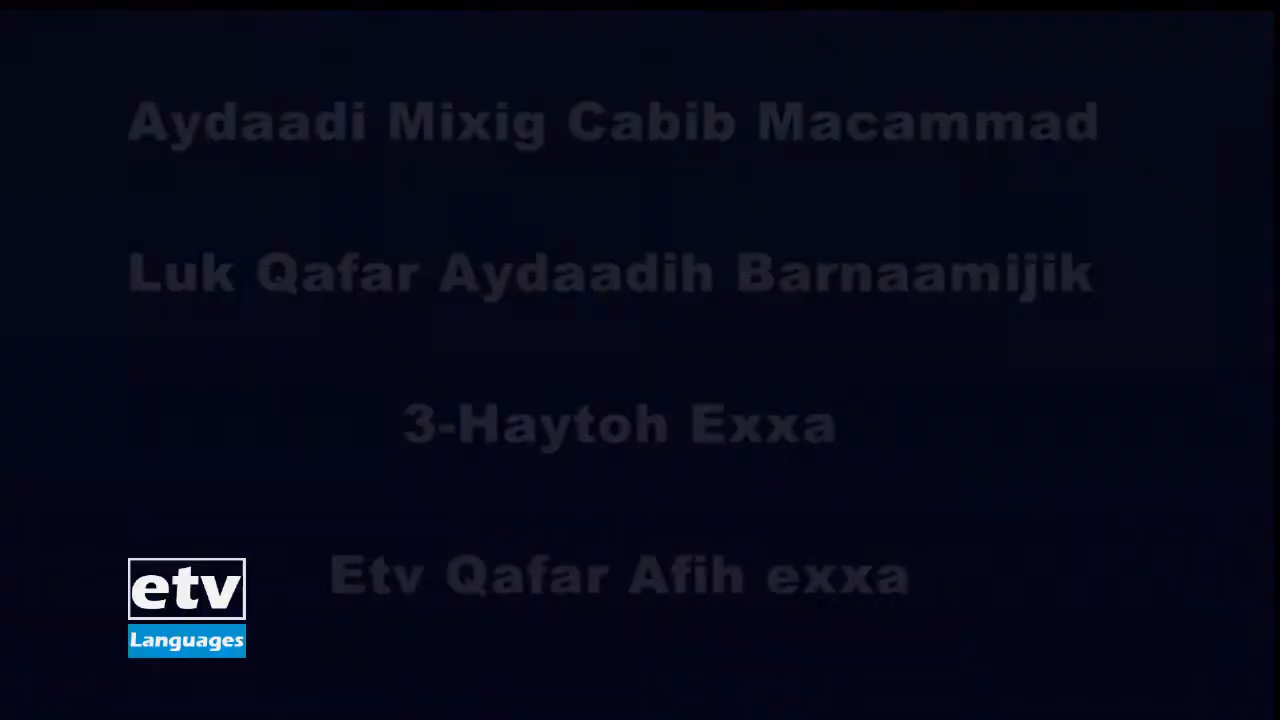 Aydaadi Mixig Cabib Macammad
Luk Qafar Aydaadih Barnaamijik
3-Haytoh Exxa
Etv Qafar Afih exxa
etv
Languages